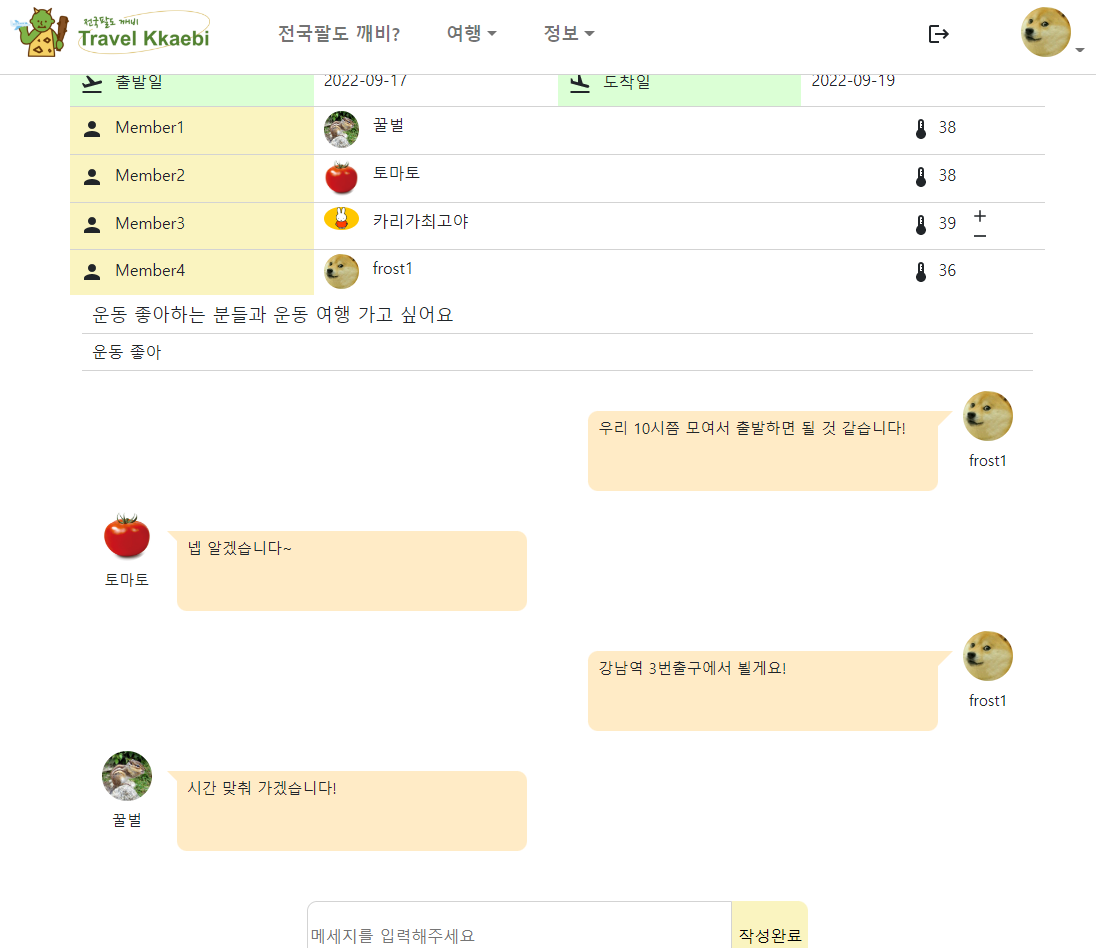 전국팔도 깨비
Travel Kkaebi
전국팔도 깨비? 여행 정보
출발일 2022-09-17 도착일 2022-09-19
Member1 꿀벌 38
Member2 토마토 38
Member3 카리가최고야 39 + −
Member4 frost1 36
운동 좋아하는 분들과 운동 여행 가고 싶어요
운동 좋아
우리 10시쯤 모여서 출발하면 될 것 같습니다!
frost1
넵 알겠습니다~
토마토
강남역 3번출구에서 뵐게요!
frost1
시간 맞춰 가겠습니다!
꿀벌
메세지를 입력해주세요 작성완료